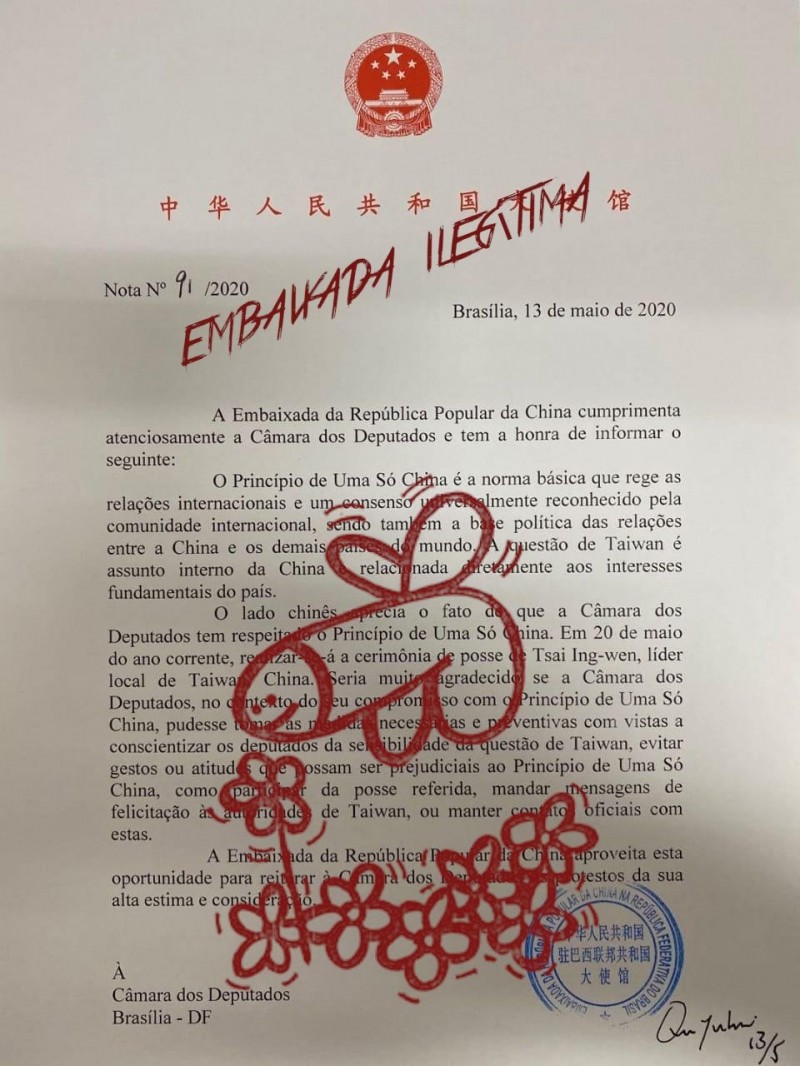 中华人民共和国大使馆
EMBAIXADA ILEGÍTIMA
Nota Nº 91 /2020
Brasília, 13 de maio de 2020
A Embaixada da República Popular da China cumprimenta
atenciosamente a Câmara dos Deputados e tem a honra de informar o
seguinte:
O Princípio de Uma Só China é a norma básica que rege as
relações internacionais e um consenso universalmente reconhecido pela
comunidade internacional, sendo também a base política das relações
entre a China e os demais países do mundo. A questão de Taiwan é
assunto interno da China e relacionada diretamente aos interesses
fundamentais do país.
O lado chinês aprecia o fato de que a Câmara dos
Deputados tem respeitado o Princípio de Uma Só China. Em 20 de maio
do ano corrente, realizar-se-á a cerimônia de posse de Tsai Ing-wen, líder
local de Taiwan, China. Seria muito agradecido se a Câmara dos
Deputados, no contexto do seu compromisso com o Princípio de Uma Só
China, pudesse tomar as medidas necessárias e preventivas com vistas a
conscientizar os deputados da sensibilidade da questão de Taiwan, evitar
gestos ou atitudes que possam ser prejudiciais ao Princípio de Uma Só
China, como participar da posse referida, mandar mensagens de
felicitação às autoridades de Taiwan, ou manter contatos oficiais com
estas.
A Embaixada da República Popular da China aproveita esta
oportunidade para reiterar à Câmara dos Deputados os protestos da sua
alta estima e consideração.
EMBAIXADA DA REPÚBLICA POPULAR DA CHINA NA REPÚBLICA FEDERATIVA DO BRASIL
中华人民共和国
驻巴西联邦共和国
大使馆
À
Câmara dos Deputados
Brasília - DF
13/5